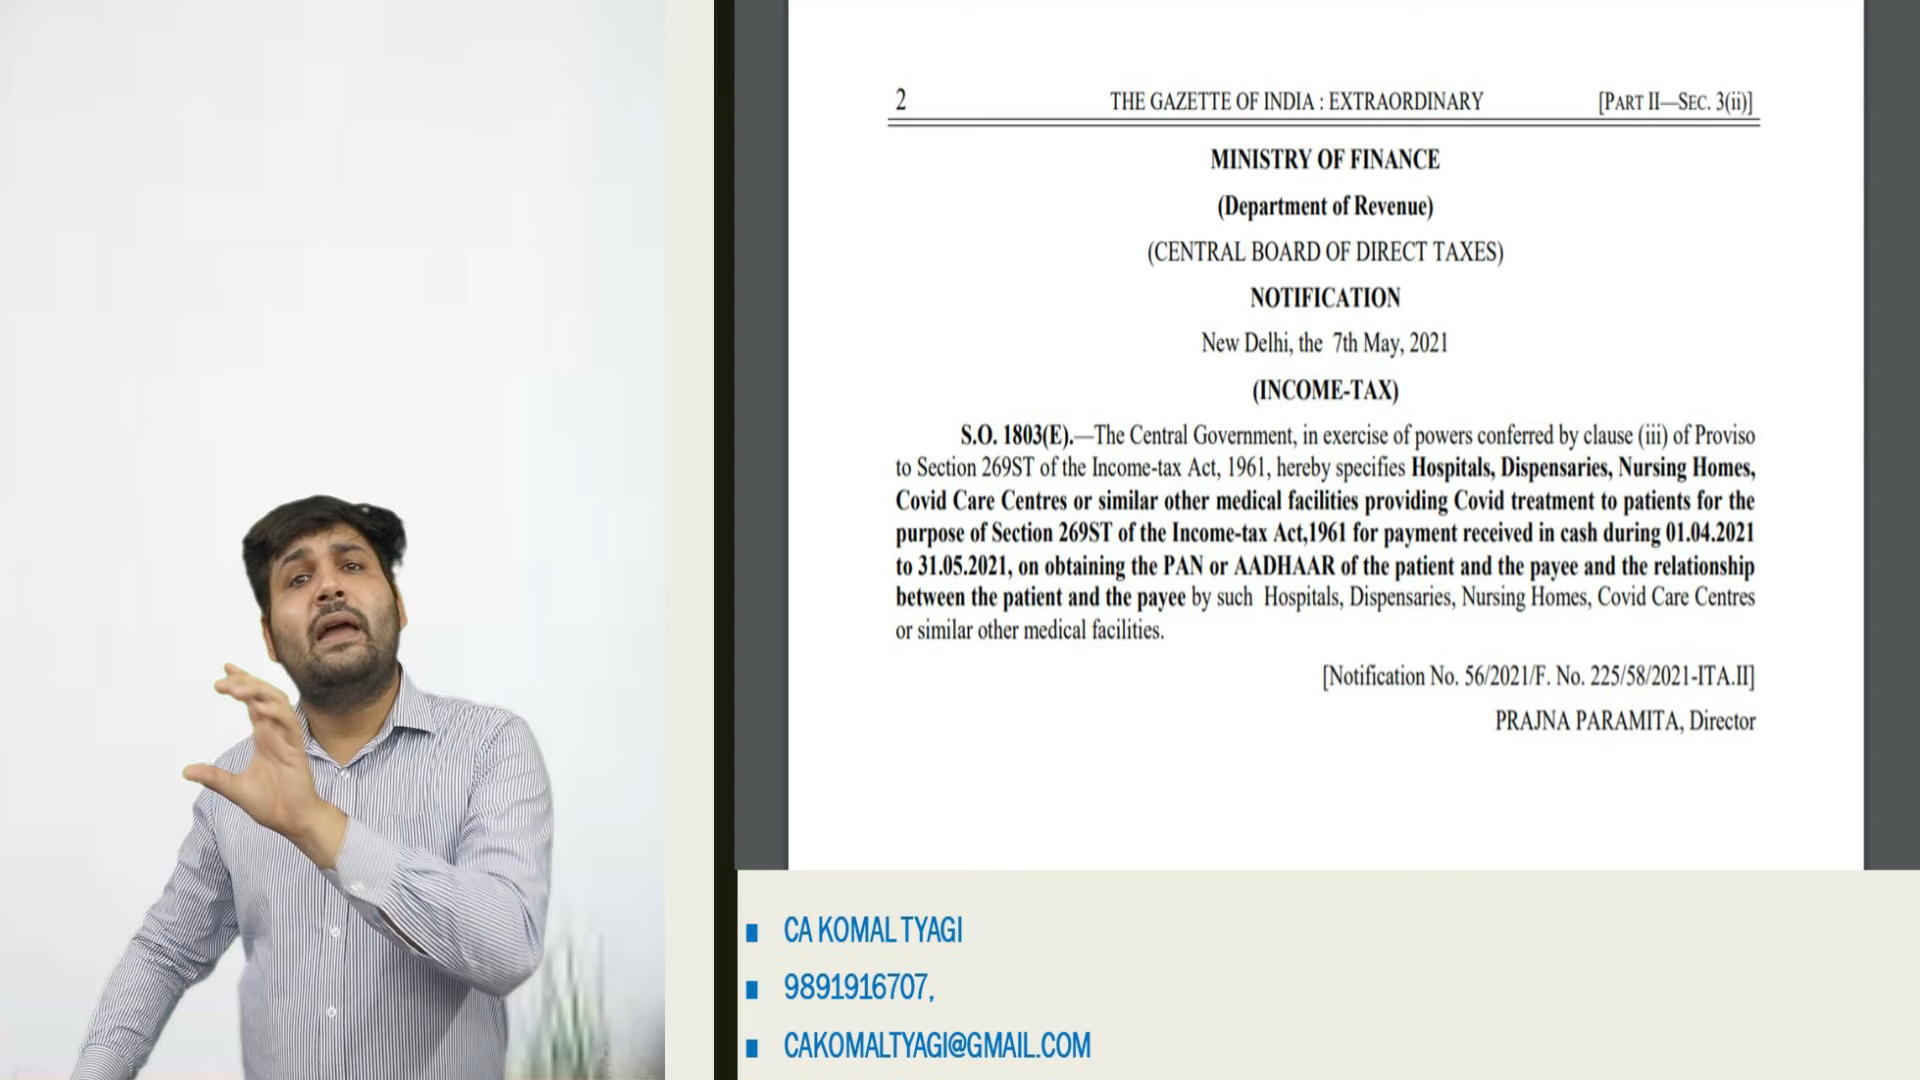 2 THE GAZETTE OF INDIA : EXTRAORDINARY [PART II—SEC. 3(ii)]
MINISTRY OF FINANCE
(Department of Revenue)
(CENTRAL BOARD OF DIRECT TAXES)
NOTIFICATION
New Delhi, the 7th May, 2021
(INCOME-TAX)
S.O. 1803(E).—The Central Government, in exercise of powers conferred by clause (iii) of Proviso
to Section 269ST of the Income-tax Act, 1961, hereby specifies Hospitals, Dispensaries, Nursing Homes,
Covid Care Centres or similar other medical facilities providing Covid treatment to patients for the
purpose of Section 269ST of the Income-tax Act,1961 for payment received in cash during 01.04.2021
to 31.05.2021, on obtaining the PAN or AADHAAR of the patient and the payee and the relationship
between the patient and the payee by such Hospitals, Dispensaries, Nursing Homes, Covid Care Centres
or similar other medical facilities.
[Notification No. 56/2021/F. No. 225/58/2021-ITA.II]
PRAJNA PARAMITA, Director
CA KOMAL TYAGI
9891916707,
CAKOMALTYAGI@GMAIL.COM